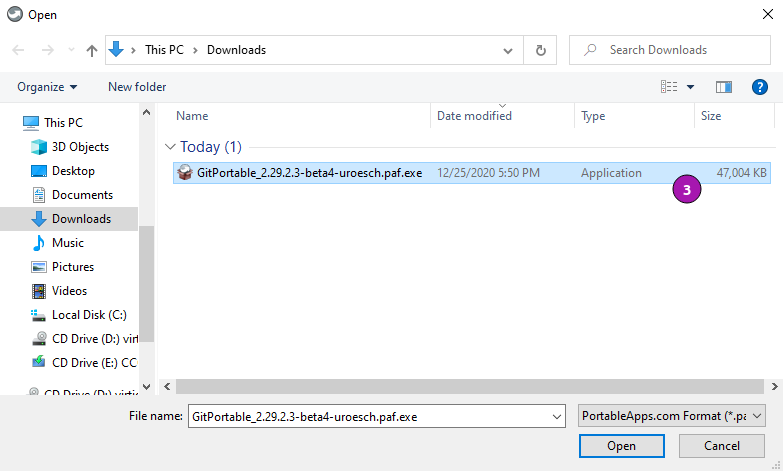 Open
This PC > Downloads
Search Downloads
Organize New folder
Name Date modified Type Size
Today (1)
GitPortable_2.29.2.3-beta4-uroesch.paf.exe 12/25/2020 5:50 PM Application 47,004 KB
3
This PC
3D Objects
Desktop
Documents
Downloads
Music
Pictures
Videos
Local Disk (C:)
CD Drive (D:) virti
CD Drive (E:) CC
CD Drive (D:) virtio
File name: GitPortable_2.29.2.3-beta4-uroesch.paf.exe PortableApps.com Format (*.pa
Open Cancel